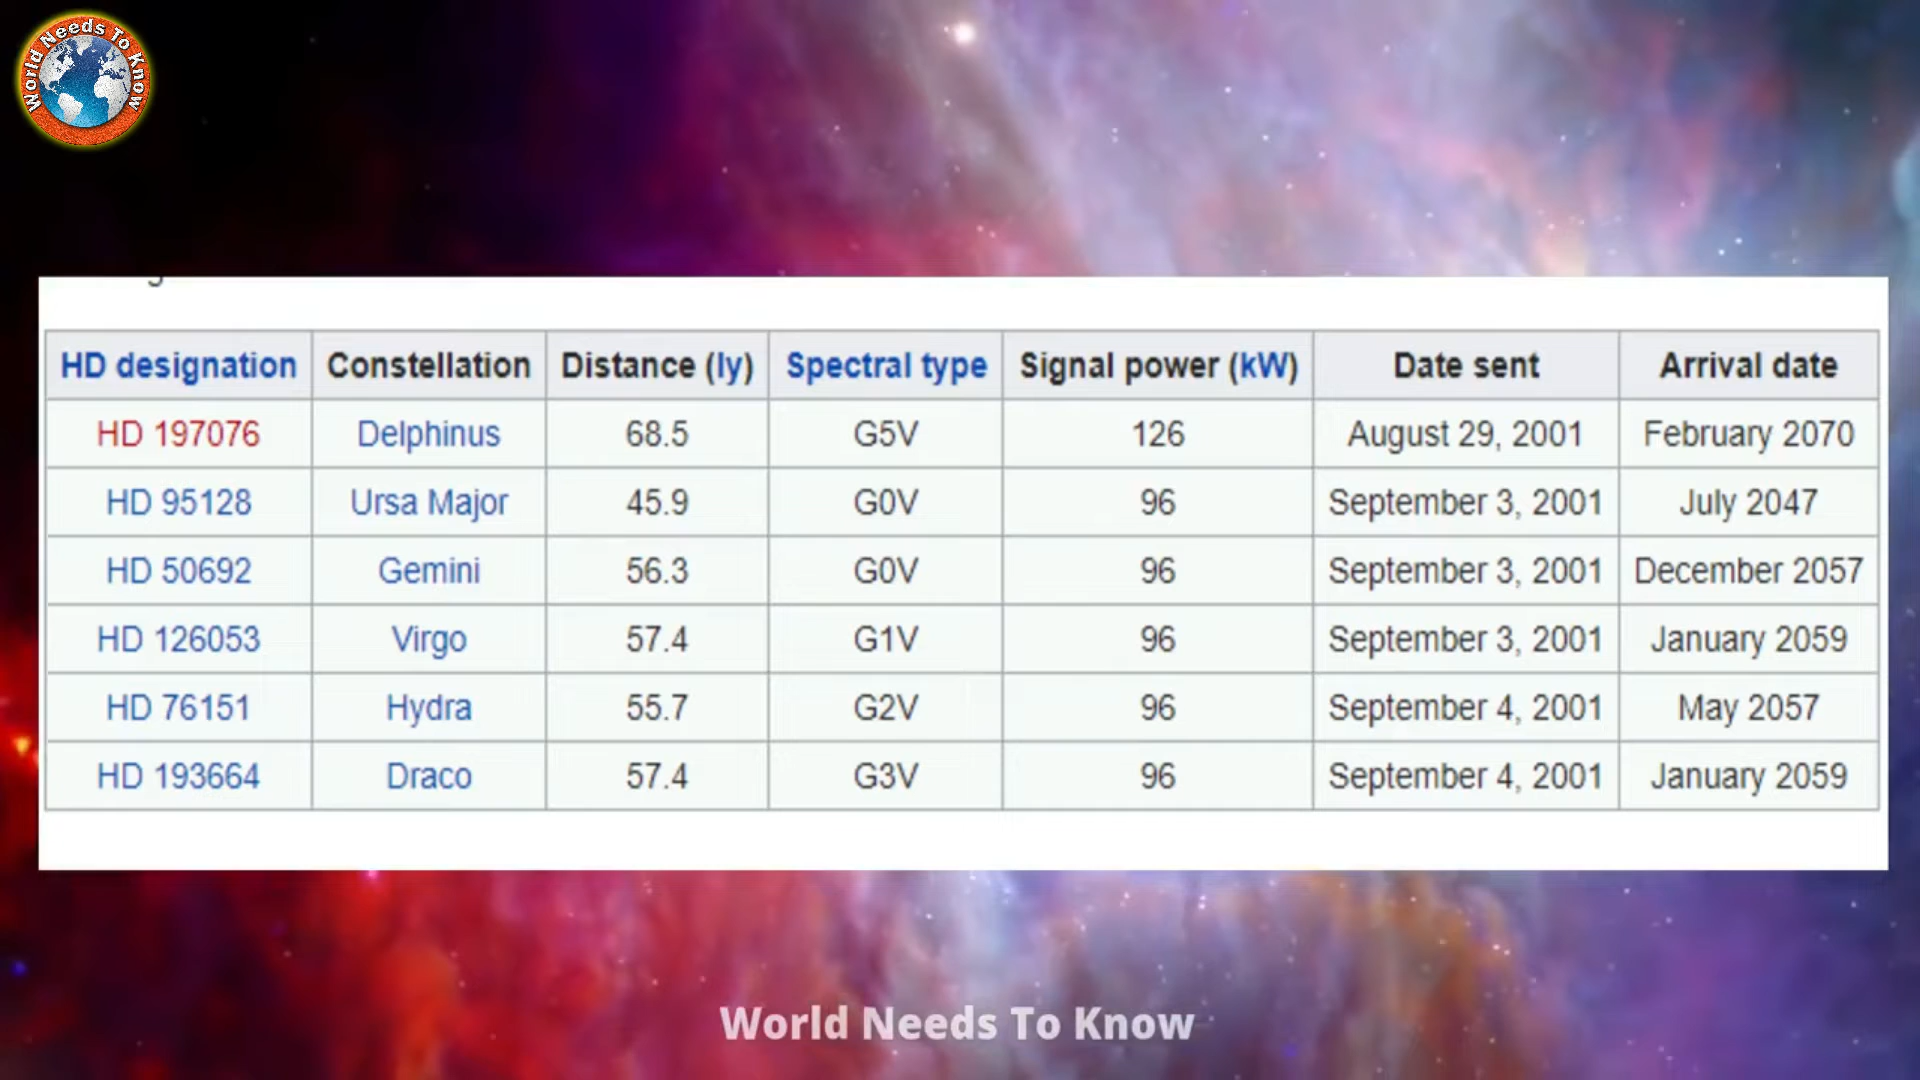 World Needs To Know
HD designation Constellation Distance (ly) Spectral type Signal power (kW) Date sent Arrival date
HD 197076 Delphinus 68.5 G5V 126 August 29, 2001 February 2070
HD 95128 Ursa Major 45.9 G0V 96 September 3, 2001 July 2047
HD 50692 Gemini 56.3 G0V 96 September 3, 2001 December 2057
HD 126053 Virgo 57.4 G1V 96 September 3, 2001 January 2059
HD 76151 Hydra 55.7 G2V 96 September 4, 2001 May 2057
HD 193664 Draco 57.4 G3V 96 September 4, 2001 January 2059
World Needs To Know